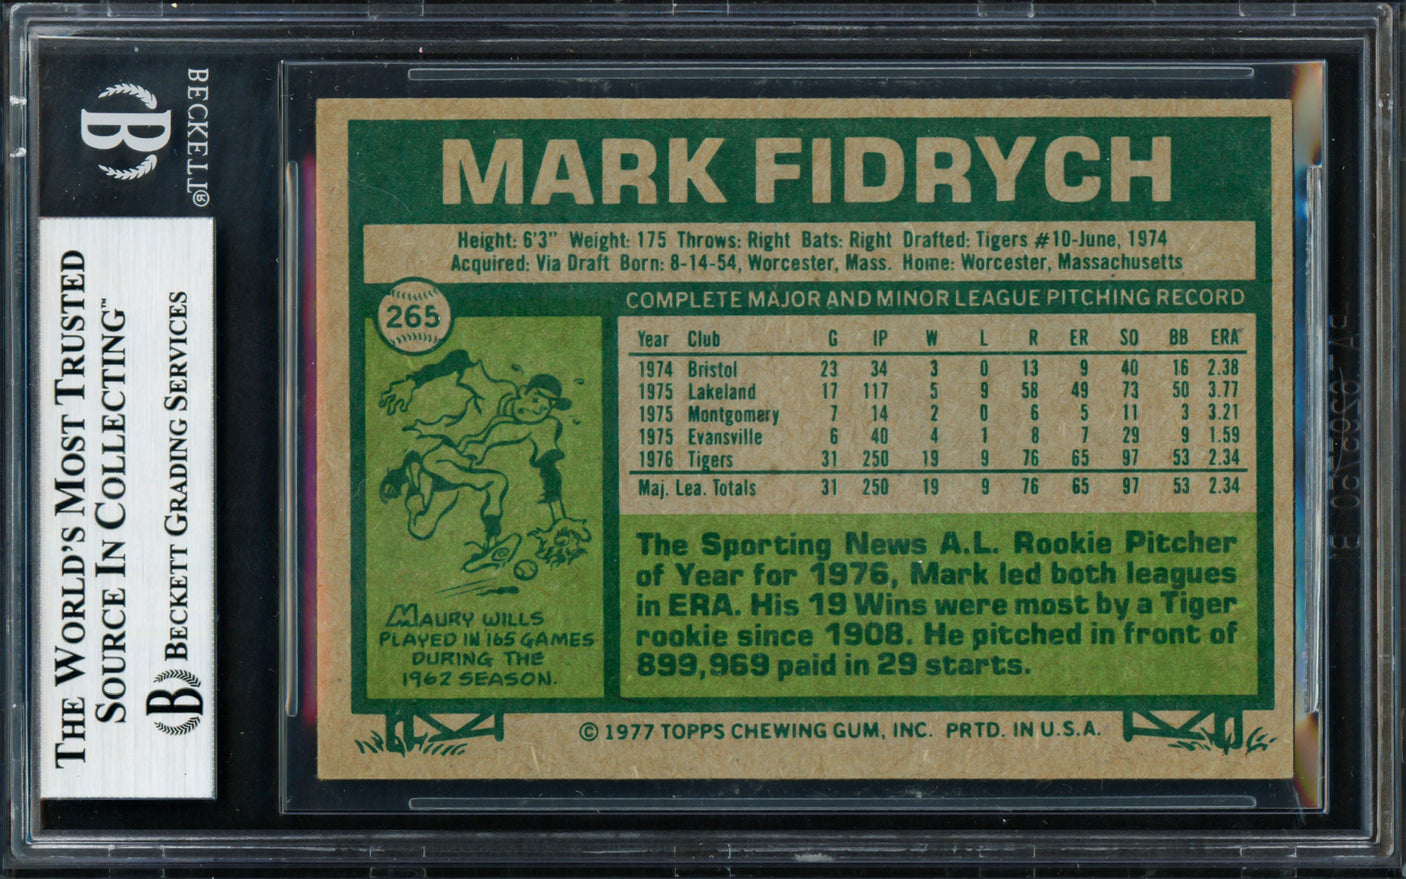 BECKETT®
THE WORLD'S MOST TRUSTED
SOURCE IN COLLECTING™
BECKETT GRADING SERVICES
MARK FIDRYCH
Height: 6'3" Weight: 175 Throws: Right Bats: Right Drafted: Tigers #10-June, 1974
Acquired: Via Draft Born: 8-14-54, Worcester, Mass. Home: Worcester, Massachusetts
265
COMPLETE MAJOR AND MINOR LEAGUE PITCHING RECORD
Year Club G IP W L R ER SO BB ERA
1974 Bristol 23 34 3 0 13 9 40 16 2.38
1975 Lakeland 17 117 5 9 58 49 73 50 3.77
1975 Montgomery 7 14 2 0 6 5 11 3 3.21
1975 Evansville 6 40 4 1 8 7 29 9 1.59
1976 Tigers 31 250 19 9 76 65 97 53 2.34
Maj. Lea. Totals 31 250 19 9 76 65 97 53 2.34
MAURY WILLS
PLAYED IN 165 GAMES
DURING THE
1962 SEASON.
The Sporting News A.L. Rookie Pitcher
of Year for 1976, Mark led both leagues
in ERA. His 19 Wins were most by a Tiger
rookie since 1908. He pitched in front of
899,969 paid in 29 starts.
© 1977 TOPPS CHEWING GUM, INC. PRTD. IN U.S.A.